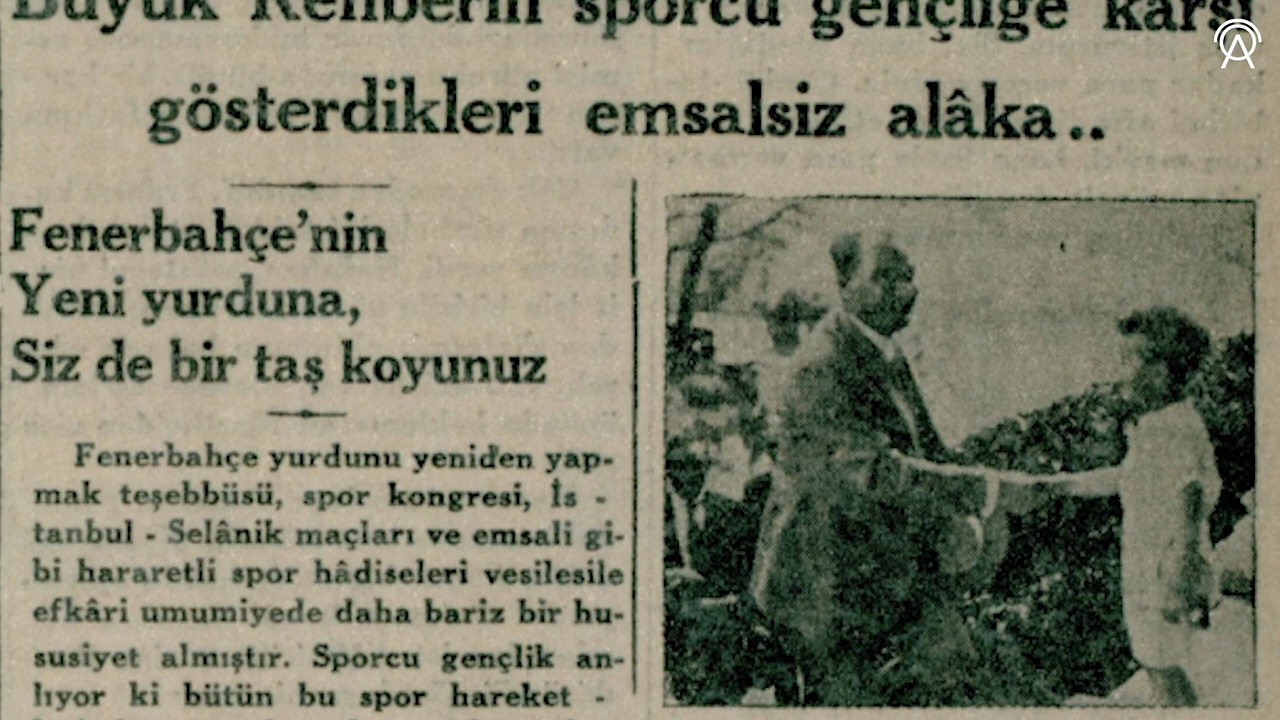 Büyük Rehberin sporcu gençliğe karşı
gösterdikleri emsalsiz alâka..
Fenerbahçe'nin
Yeni yurduna,
Siz de bir taş koyunuz
Fenerbahçe yurdunu yeniden yap-
mak teşebbüsü, spor kongresi, İs -
tanbul - Selânik maçları ve emsali gi-
bi hararetli spor hâdiseleri vesilesile
efkâri umumiyede daha bariz bir hu-
susiyet almıştır. Sporcu gençlik an-
lıyor ki bütün bu spor hareket -